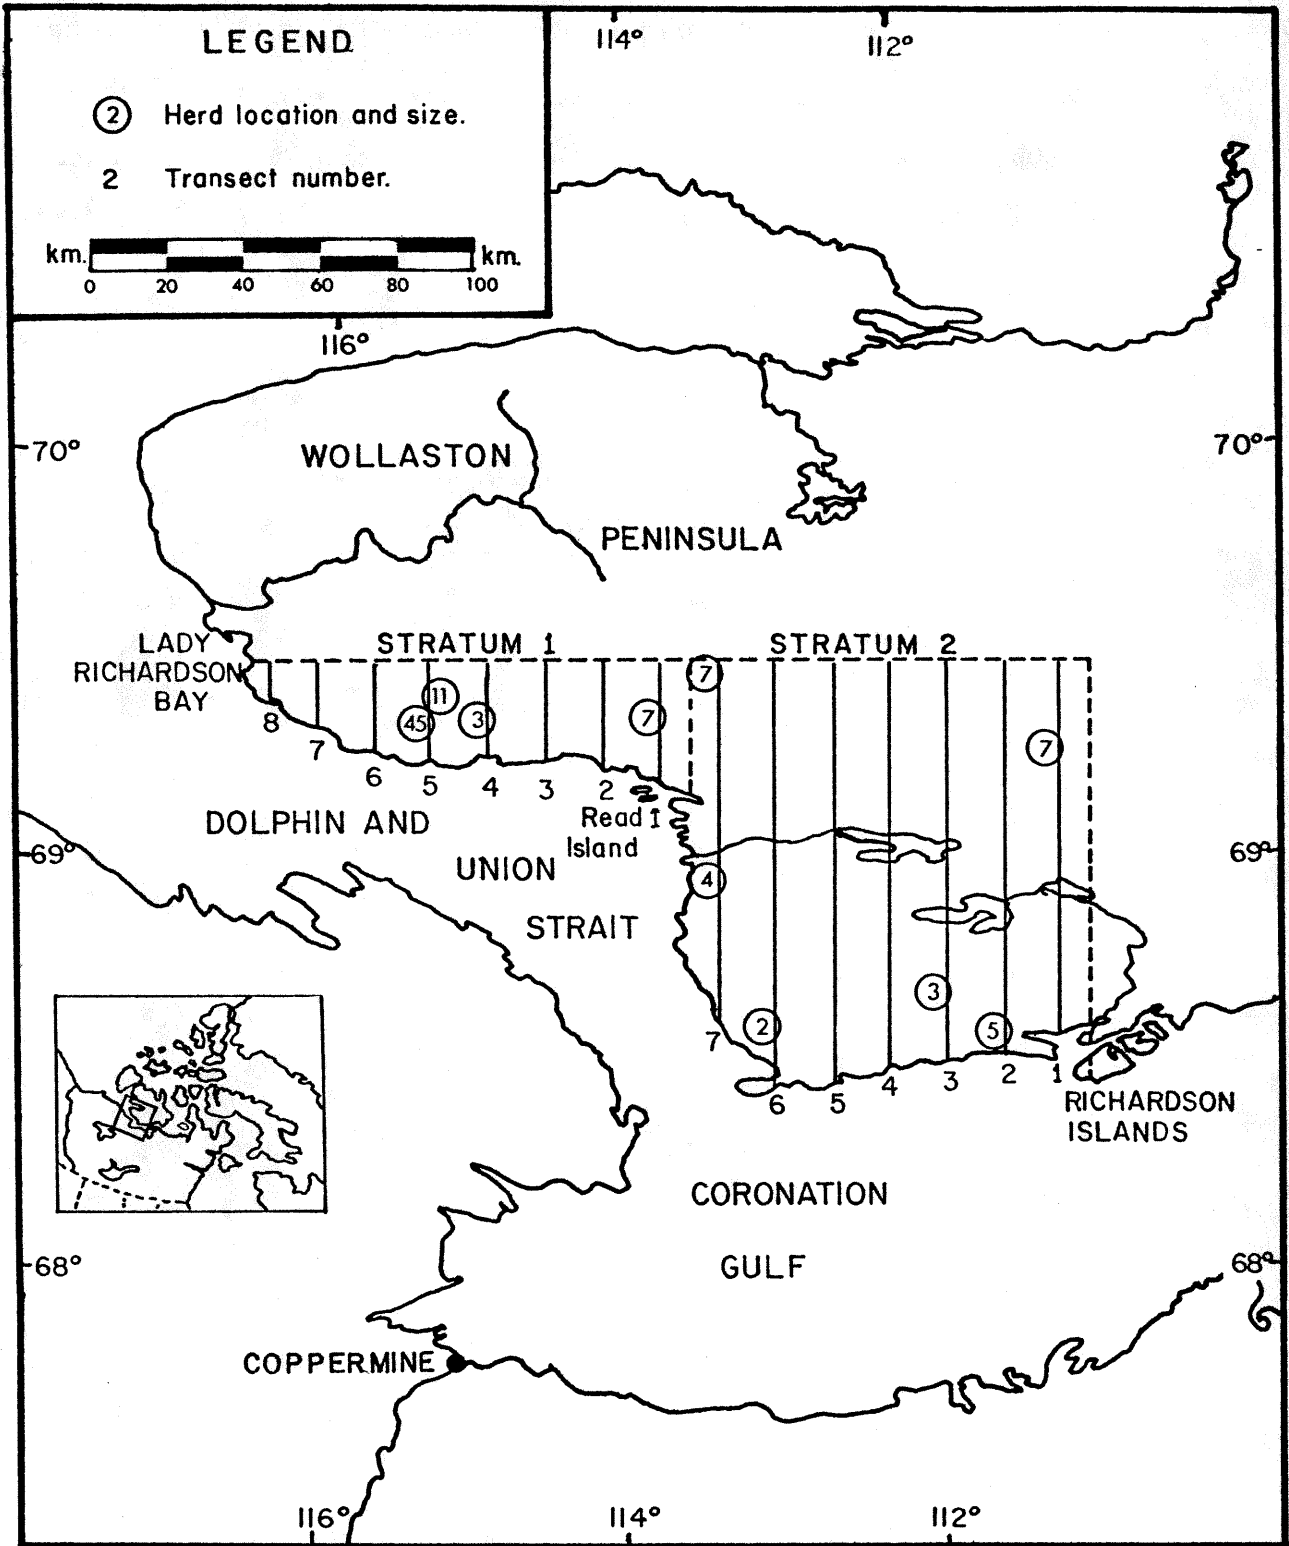 LEGEND
2 Herd location and size.
2 Transect number.
km. km.
0 20 40 60 80 100
114° 112°
116°
70° 70°
WOLLASTON
PENINSULA
LADY
RICHARDSON
BAY
STRATUM 1 STRATUM 2
7
11
45 3 7
7
8
7
6 5 4 3 2 1
Read
Island
DOLPHIN AND
UNION
STRAIT
69° 69°
4
3
2 5
7
6 5 4 3 2 1
RICHARDSON
ISLANDS
CORONATION
GULF
68° 68°
COPPERMINE
116° 114° 112°